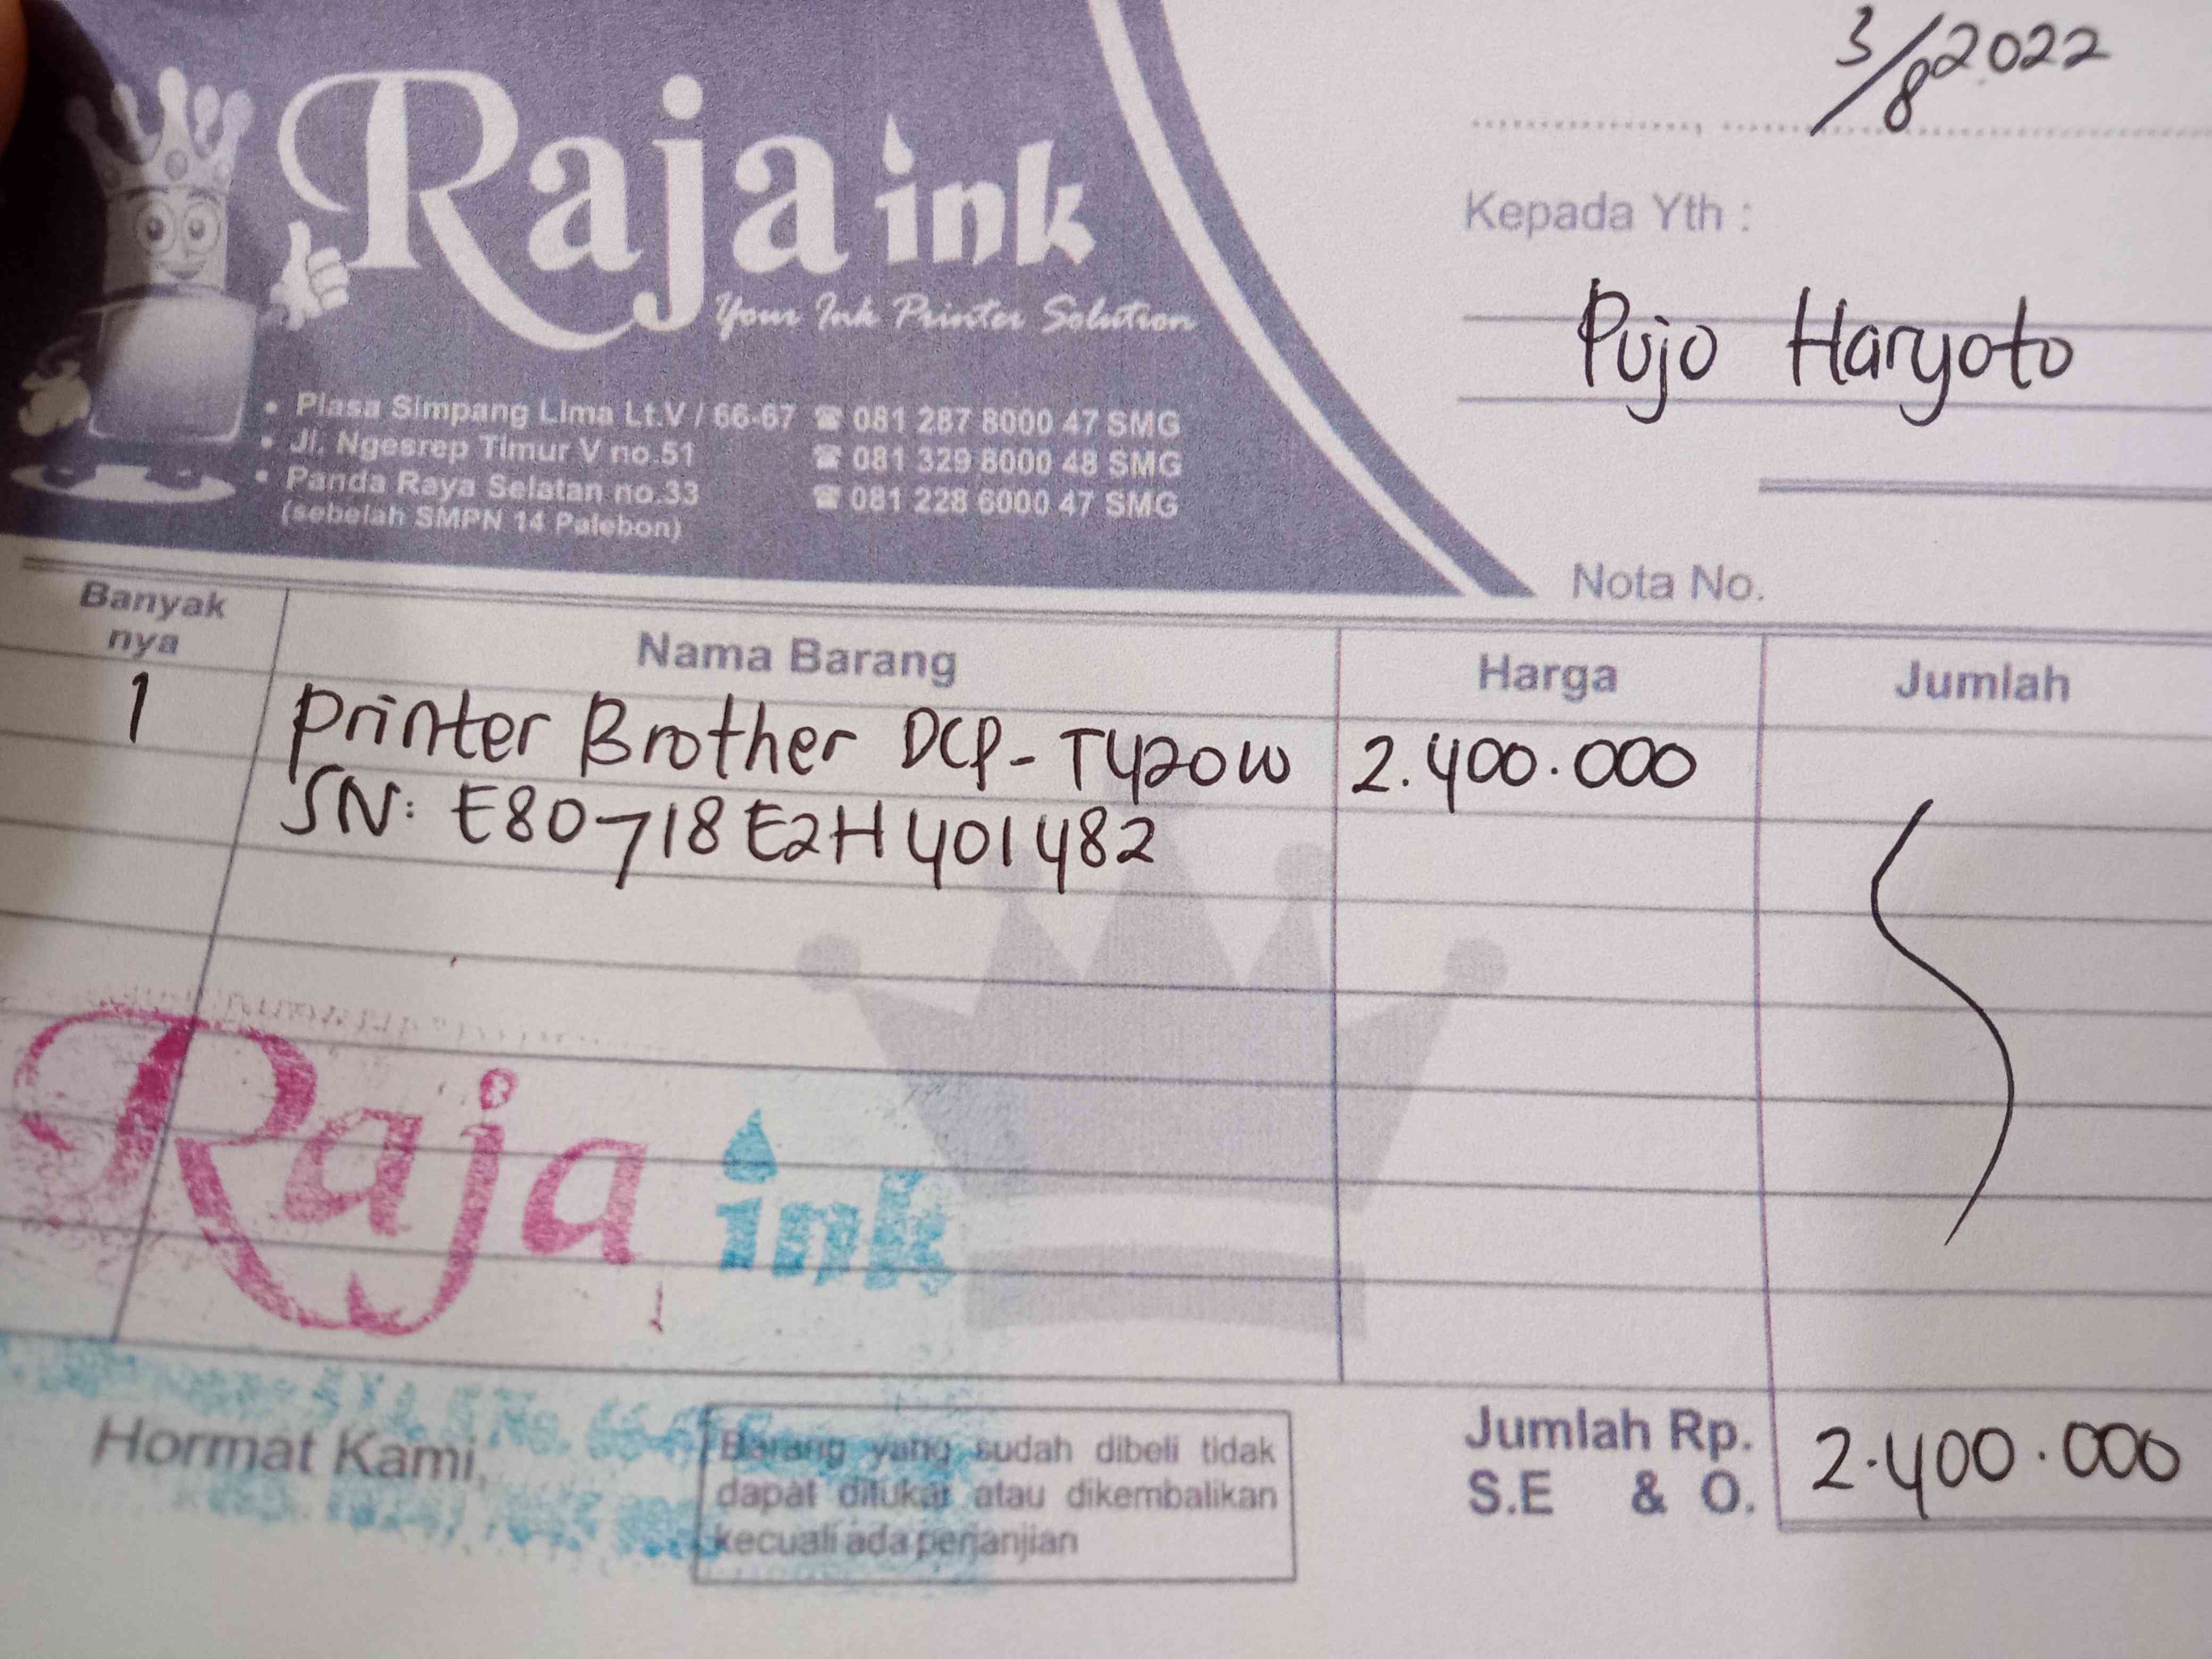 3/8 2022
Raja ink
Your Ink Printer Solution
• Plasa Simpang Lima Lt.V / 66-67 ☎ 081 287 8000 47 SMG
• Jl. Ngesrep Timur V no.51 ☎ 081 329 8000 48 SMG
• Panda Raya Selatan no.33 ☎ 081 228 6000 47 SMG
(sebelah SMPN 14 Palebon)
Kepada Yth :
Pujo Haryoto
Nota No.
Banyak
nya
Nama Barang
Harga
Jumlah
1 Printer Brother DCP-T420W 2.400.000
SN: E80718E2H401482
Raja ink
Hormat Kami,
Barang yang sudah dibeli tidak
dapat ditukar atau dikembalikan
kecuali ada perjanjian
Jumlah Rp. 2.400.000
S.E & O.